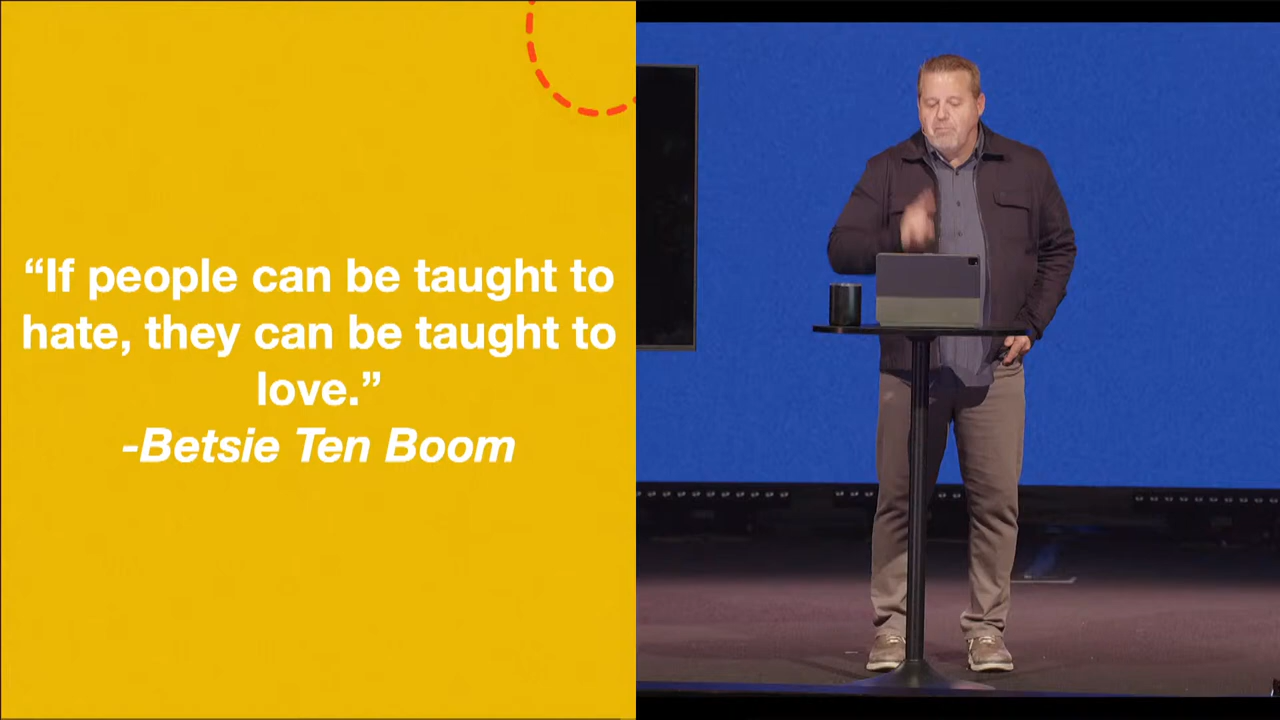 “If people can be taught to
hate, they can be taught to
love.”
-Betsie Ten Boom